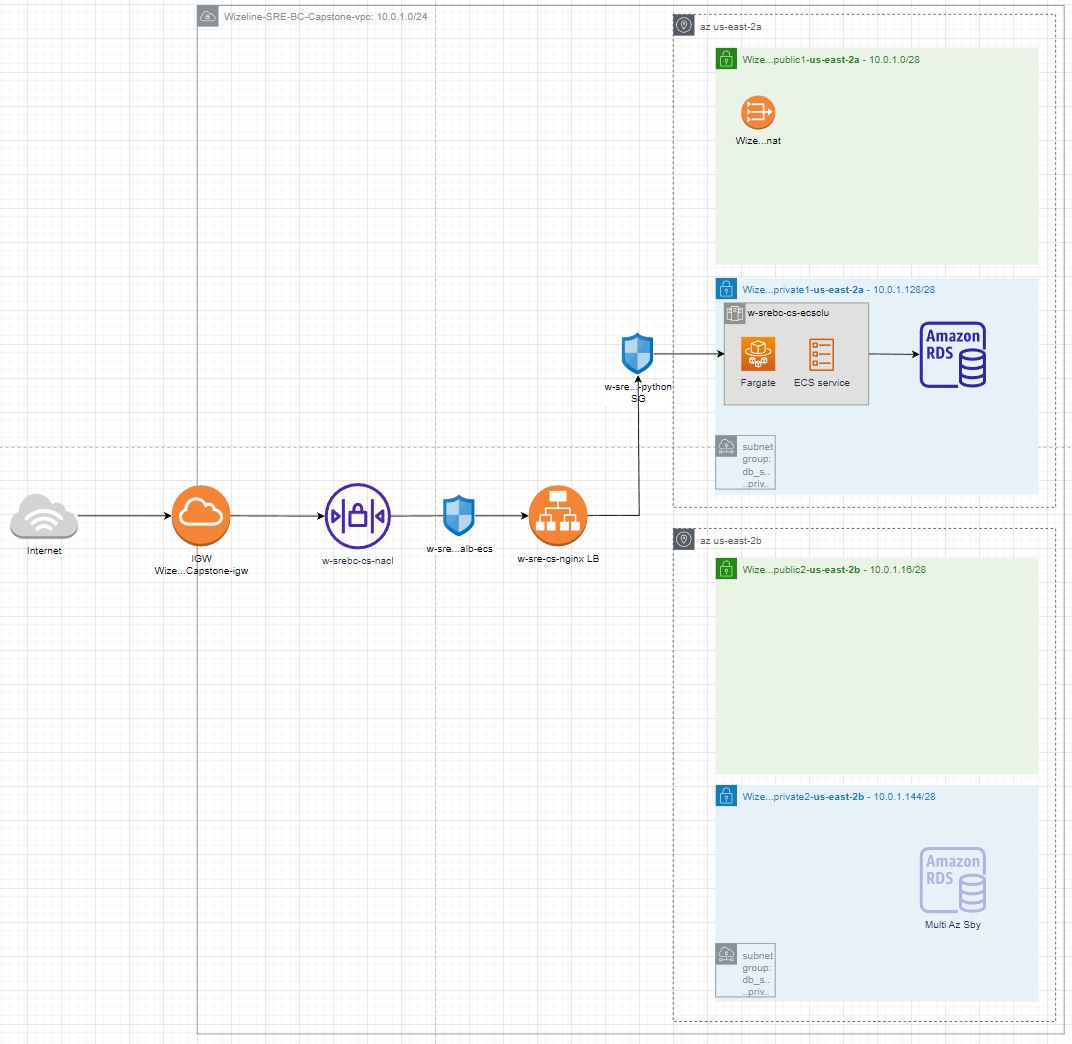 Wizeline-SRE-BC-Capstone-vpc: 10.0.1.0/24
az us-east-2a
Wize...public1-us-east-2a - 10.0.1.0/28
Wize...nat
Wize...private1-us-east-2a - 10.0.1.128/28
w-srebc-cs-ecsclu
Fargate
ECS service
Amazon
RDS
w-sre...-python
SG
subnet
group:
db_s..
..priv..
Internet
IGW
Wize...Capstone-igw
w-srebc-cs-nacl
w-sre...alb-ecs
w-sre-cs-nginx LB
az us-east-2b
Wize...public2-us-east-2b - 10.0.1.16/28
Wize...private2-us-east-2b - 10.0.1.144/28
Amazon
RDS
Multi Az Sby
subnet
group:
db_s..
..priv..